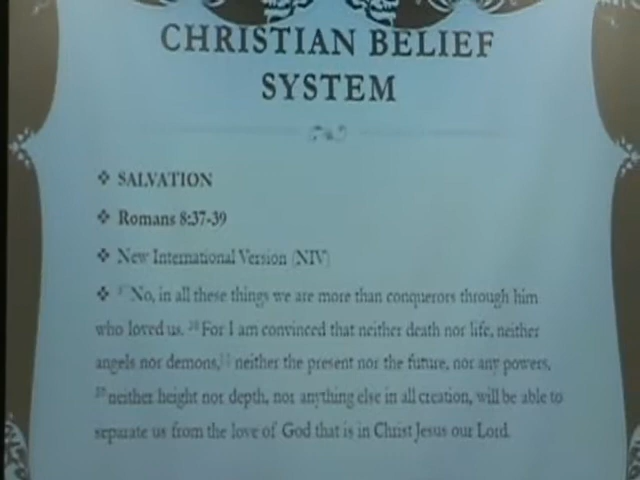 CHRISTIAN BELIEF
SYSTEM
❖ SALVATION
❖ Romans 8:37-39
❖ New International Version (NIV)
❖ 37 No, in all these things we are more than conquerors through him
who loved us. 38 For I am convinced that neither death nor life, neither
angels nor demons, neither the present nor the future, nor any powers,
39 neither height nor depth, nor anything else in all creation, will be able to
separate us from the love of God that is in Christ Jesus our Lord.